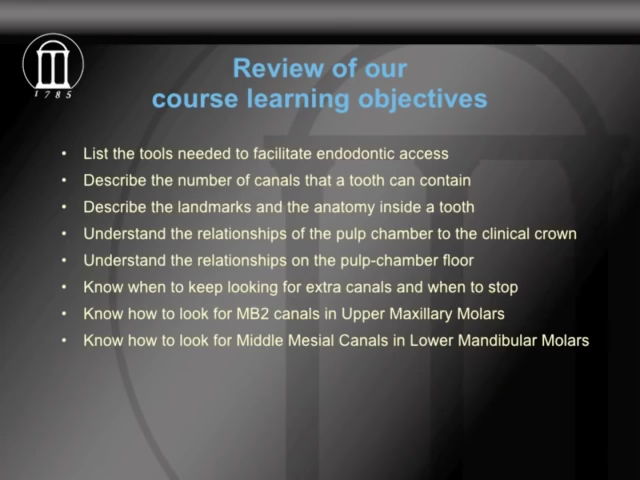 1785
Review of our
course learning objectives
• List the tools needed to facilitate endodontic access
• Describe the number of canals that a tooth can contain
• Describe the landmarks and the anatomy inside a tooth
• Understand the relationships of the pulp chamber to the clinical crown
• Understand the relationships on the pulp-chamber floor
• Know when to keep looking for extra canals and when to stop
• Know how to look for MB2 canals in Upper Maxillary Molars
• Know how to look for Middle Mesial Canals in Lower Mandibular Molars